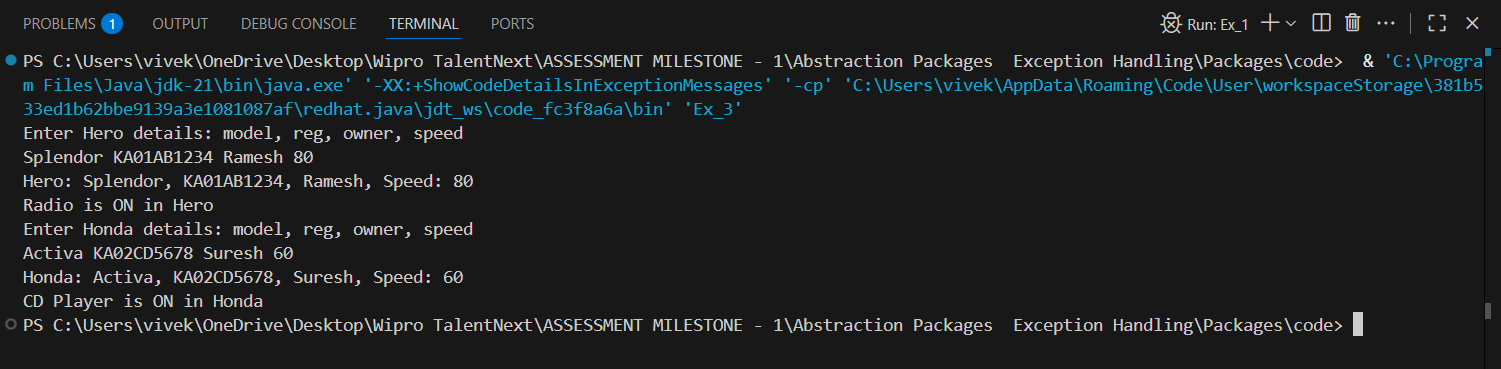 PROBLEMS 1 OUTPUT DEBUG CONSOLE TERMINAL PORTS Run: Ex_1
PS C:\Users\vivek\OneDrive\Desktop\Wipro TalentNext\ASSESSMENT MILESTONE - 1\Abstraction Packages  Exception Handling\Packages\code>  & 'C:\Progra
m Files\Java\jdk-21\bin\java.exe' '-XX:+ShowCodeDetailsInExceptionMessages' '-cp' 'C:\Users\vivek\AppData\Roaming\Code\User\workspaceStorage\381b5
33ed1b62bbe9139a3e1081087af\redhat.java\jdt_ws\code_fc3f8a6a\bin' 'Ex_3'
Enter Hero details: model, reg, owner, speed
Splendor KA01AB1234 Ramesh 80
Hero: Splendor, KA01AB1234, Ramesh, Speed: 80
Radio is ON in Hero
Enter Honda details: model, reg, owner, speed
Activa KA02CD5678 Suresh 60
Honda: Activa, KA02CD5678, Suresh, Speed: 60
CD Player is ON in Honda
PS C:\Users\vivek\OneDrive\Desktop\Wipro TalentNext\ASSESSMENT MILESTONE - 1\Abstraction Packages  Exception Handling\Packages\code>